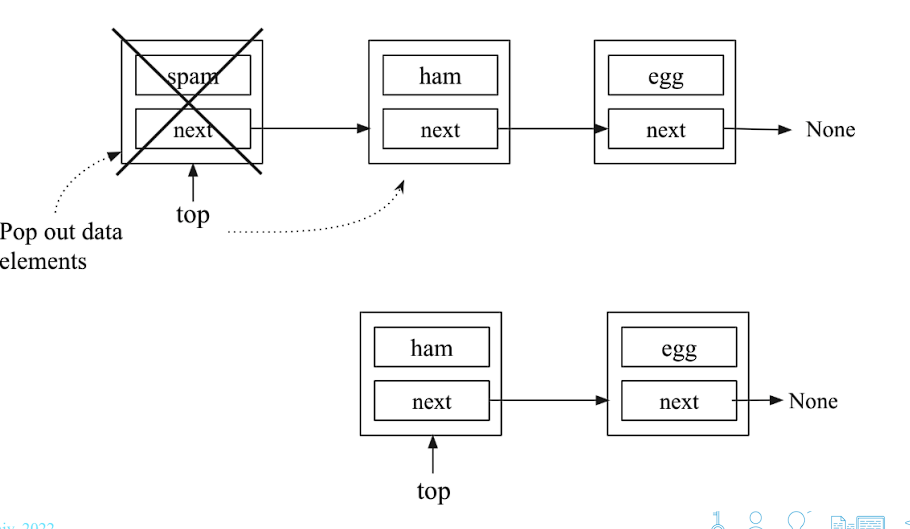 spam
ham
egg
next
next
next
None
top
Pop out data
elements
ham
egg
next
next
None
top
2022